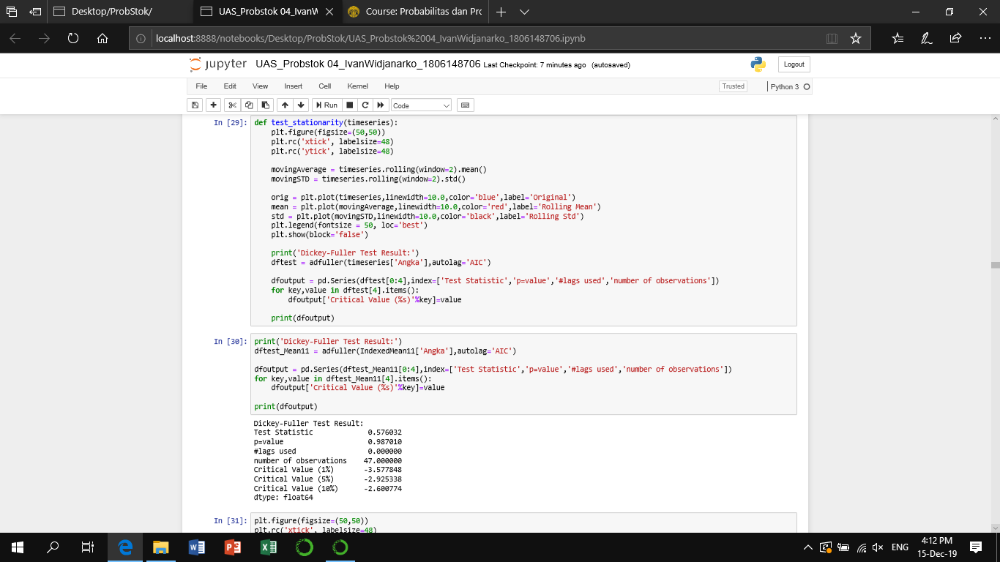 Desktop/ProbStok/
UAS_Probstok 04_IvanW
Course: Probabilitas dan Pro
localhost:8888/notebooks/Desktop/ProbStok/UAS_Probstok%2004_IvanWidjanarko_1806148706.ipynb
jupyter UAS_Probstok 04_IvanWidjanarko_1806148706 Last Checkpoint: 7 minutes ago (autosaved)
Logout
File Edit View Insert Cell Kernel Help
Trusted
Python 3
Run
Code
In [29]: def test_stationarity(timeseries):
    plt.figure(figsize=(50,50))
    plt.rc('xtick', labelsize=48)
    plt.rc('ytick', labelsize=48)
    movingAverage = timeseries.rolling(window=2).mean()
    movingSTD = timeseries.rolling(window=2).std()
    orig = plt.plot(timeseries,linewidth=10.0,color='blue',label='Original')
    mean = plt.plot(movingAverage,linewidth=10.0,color='red',label='Rolling Mean')
    std = plt.plot(movingSTD,linewidth=10.0,color='black',label='Rolling Std')
    plt.legend(fontsize = 50, loc='best')
    plt.show(block='false')
    print('Dickey-Fuller Test Result:')
    dftest = adfuller(timeseries['Angka'],autolag='AIC')
    dfoutput = pd.Series(dftest[0:4],index=['Test Statistic','p=value','#lags used','number of observations'])
    for key,value in dftest[4].items():
        dfoutput['Critical Value (%s)'%key]=value
    print(dfoutput)
In [30]: print('Dickey-Fuller Test Result:')
dftest_Mean11 = adfuller(IndexedMean11['Angka'],autolag='AIC')
dfoutput = pd.Series(dftest_Mean11[0:4],index=['Test Statistic','p=value','#lags used','number of observations'])
for key,value in dftest_Mean11[4].items():
    dfoutput['Critical Value (%s)'%key]=value
print(dfoutput)
Dickey-Fuller Test Result:
Test Statistic 0.576032
p=value 0.987010
#lags used 0.000000
number of observations 47.000000
Critical Value (1%) -3.577848
Critical Value (5%) -2.925338
Critical Value (10%) -2.600774
dtype: float64
In [31]: plt.figure(figsize=(50,50))
plt.rc('xtick', labelsize=48)
ENG
4:12 PM
15-Dec-19